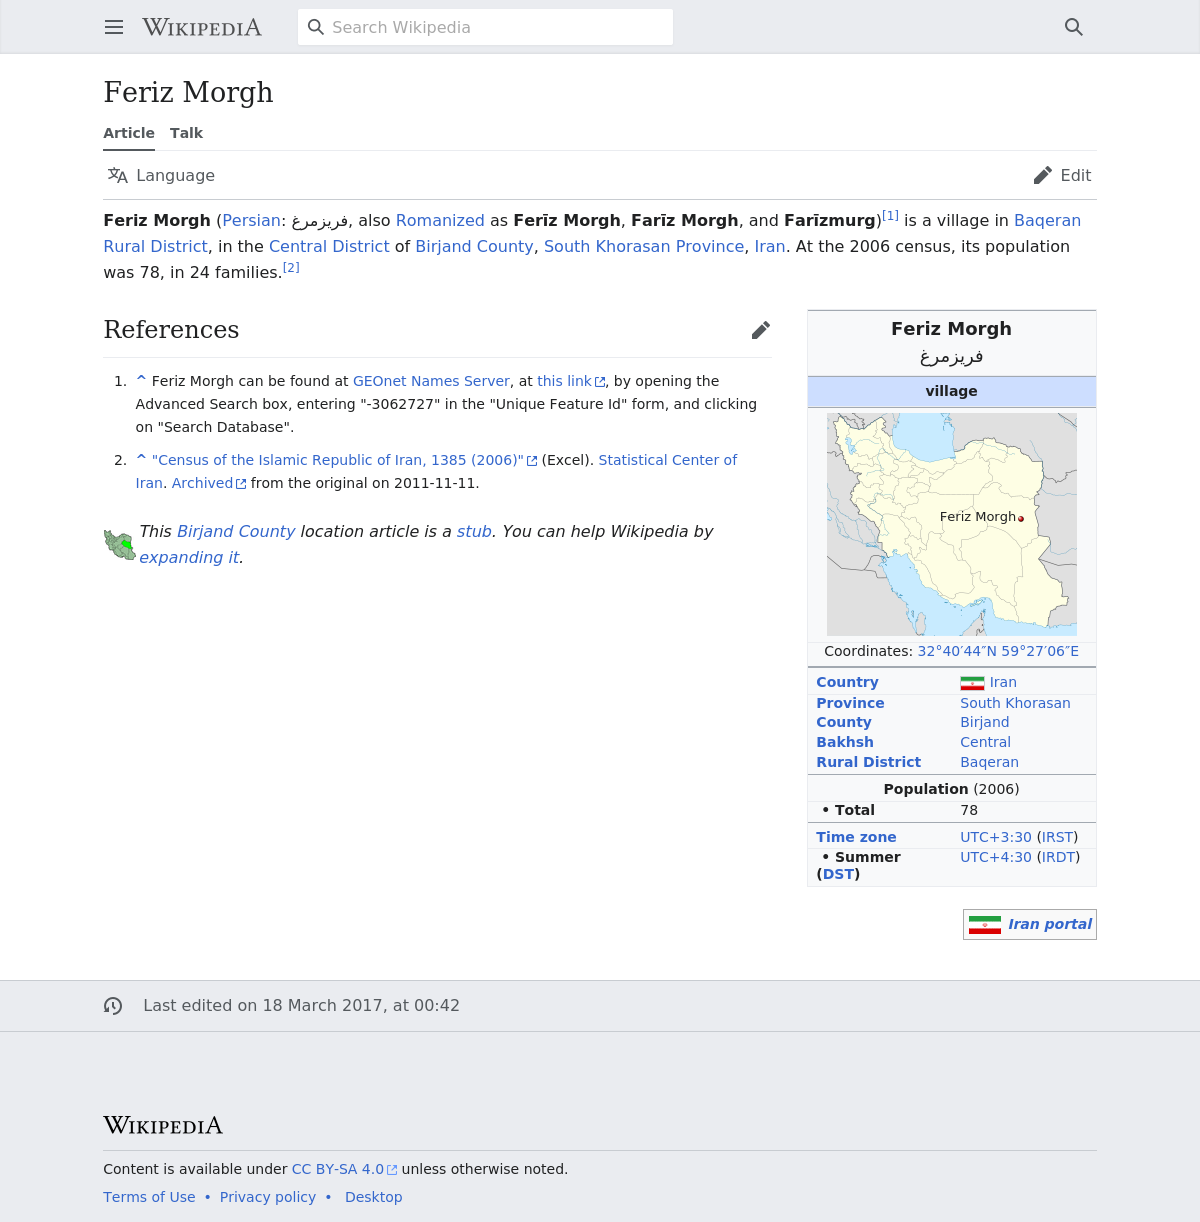 WIKIPEDIA
Search Wikipedia
Feriz Morgh
Article Talk
Language
Edit
Feriz Morgh (Persian: فریزمرغ, also Romanized as Ferīz Morgh, Farīz Morgh, and Farīzmurg)[1] is a village in Baqeran
Rural District, in the Central District of Birjand County, South Khorasan Province, Iran. At the 2006 census, its population
was 78, in 24 families.[2]
References
1. ^ Feriz Morgh can be found at GEOnet Names Server, at this link, by opening the
Advanced Search box, entering "-3062727" in the "Unique Feature Id" form, and clicking
on "Search Database".
2. ^ "Census of the Islamic Republic of Iran, 1385 (2006)" (Excel). Statistical Center of
Iran. Archived from the original on 2011-11-11.
This Birjand County location article is a stub. You can help Wikipedia by
expanding it.
Feriz Morgh
فریزمرغ
village
Feriz Morgh
Coordinates: 32°40′44″N 59°27′06″E
Country Iran
Province South Khorasan
County Birjand
Bakhsh Central
Rural District Baqeran
Population (2006)
• Total 78
Time zone UTC+3:30 (IRST)
• Summer UTC+4:30 (IRDT)
(DST)
Iran portal
Last edited on 18 March 2017, at 00:42
WIKIPEDIA
Content is available under CC BY-SA 4.0 unless otherwise noted.
Terms of Use • Privacy policy • Desktop